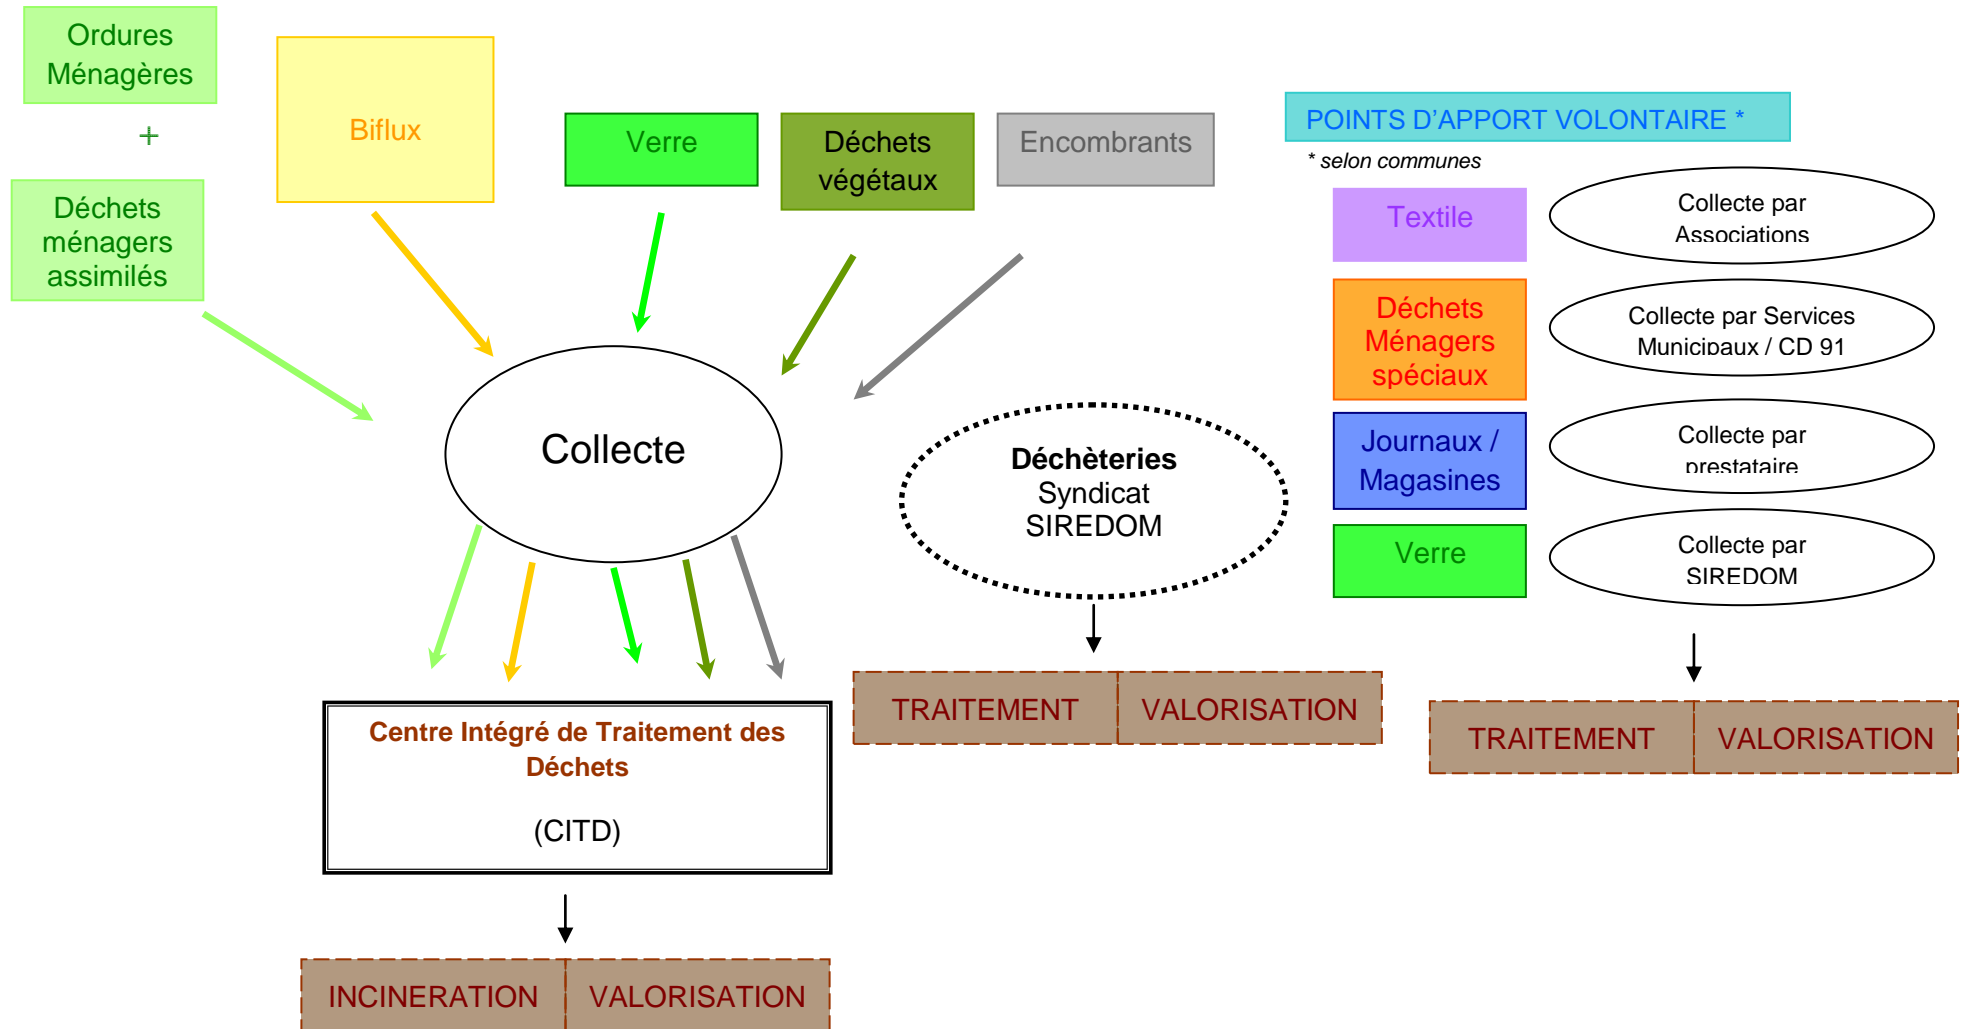 Ordures
Ménagères
+
Déchets
ménagers
assimilés
Biflux
Verre
Déchets
végétaux
Encombrants
Collecte
Centre Intégré de Traitement des
Déchets
(CITD)
INCINERATION
VALORISATION
Déchèteries
Syndicat
SIREDOM
TRAITEMENT
VALORISATION
POINTS D'APPORT VOLONTAIRE *
* selon communes
Textile
Collecte par
Associations
Déchets
Ménagers
spéciaux
Collecte par Services
Municipaux / CD 91
Journaux /
Magasines
Collecte par
prestataire
Verre
Collecte par
SIREDOM
TRAITEMENT
VALORISATION